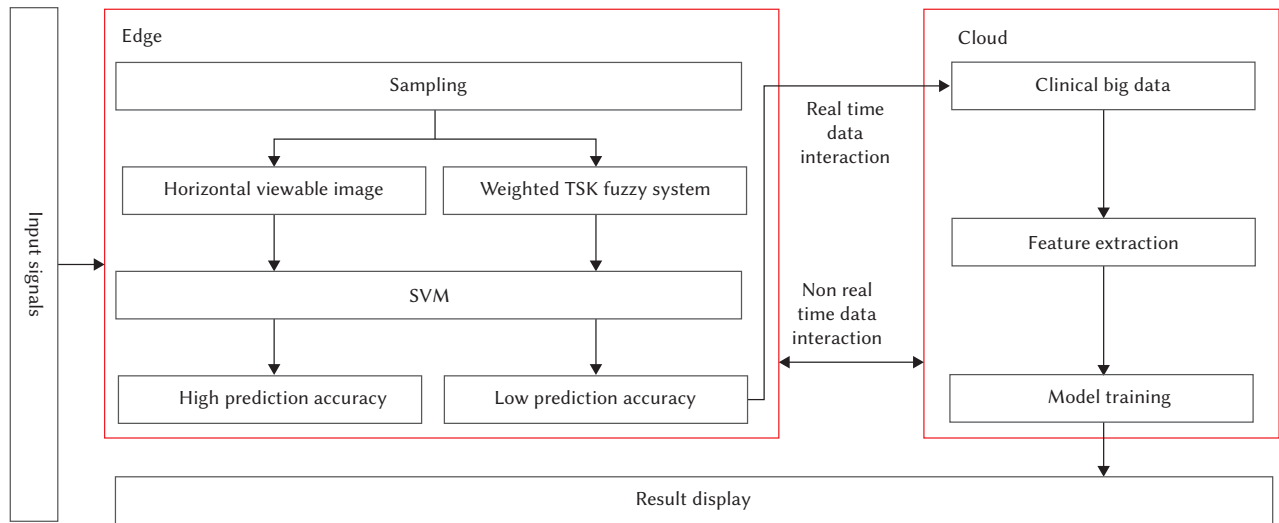 Input signals
Edge
Sampling
Horizontal viewable image
Weighted TSK fuzzy system
SVM
High prediction accuracy
Low prediction accuracy
Real time
data
interaction
Non real
time data
interaction
Cloud
Clinical big data
Feature extraction
Model training
Result display